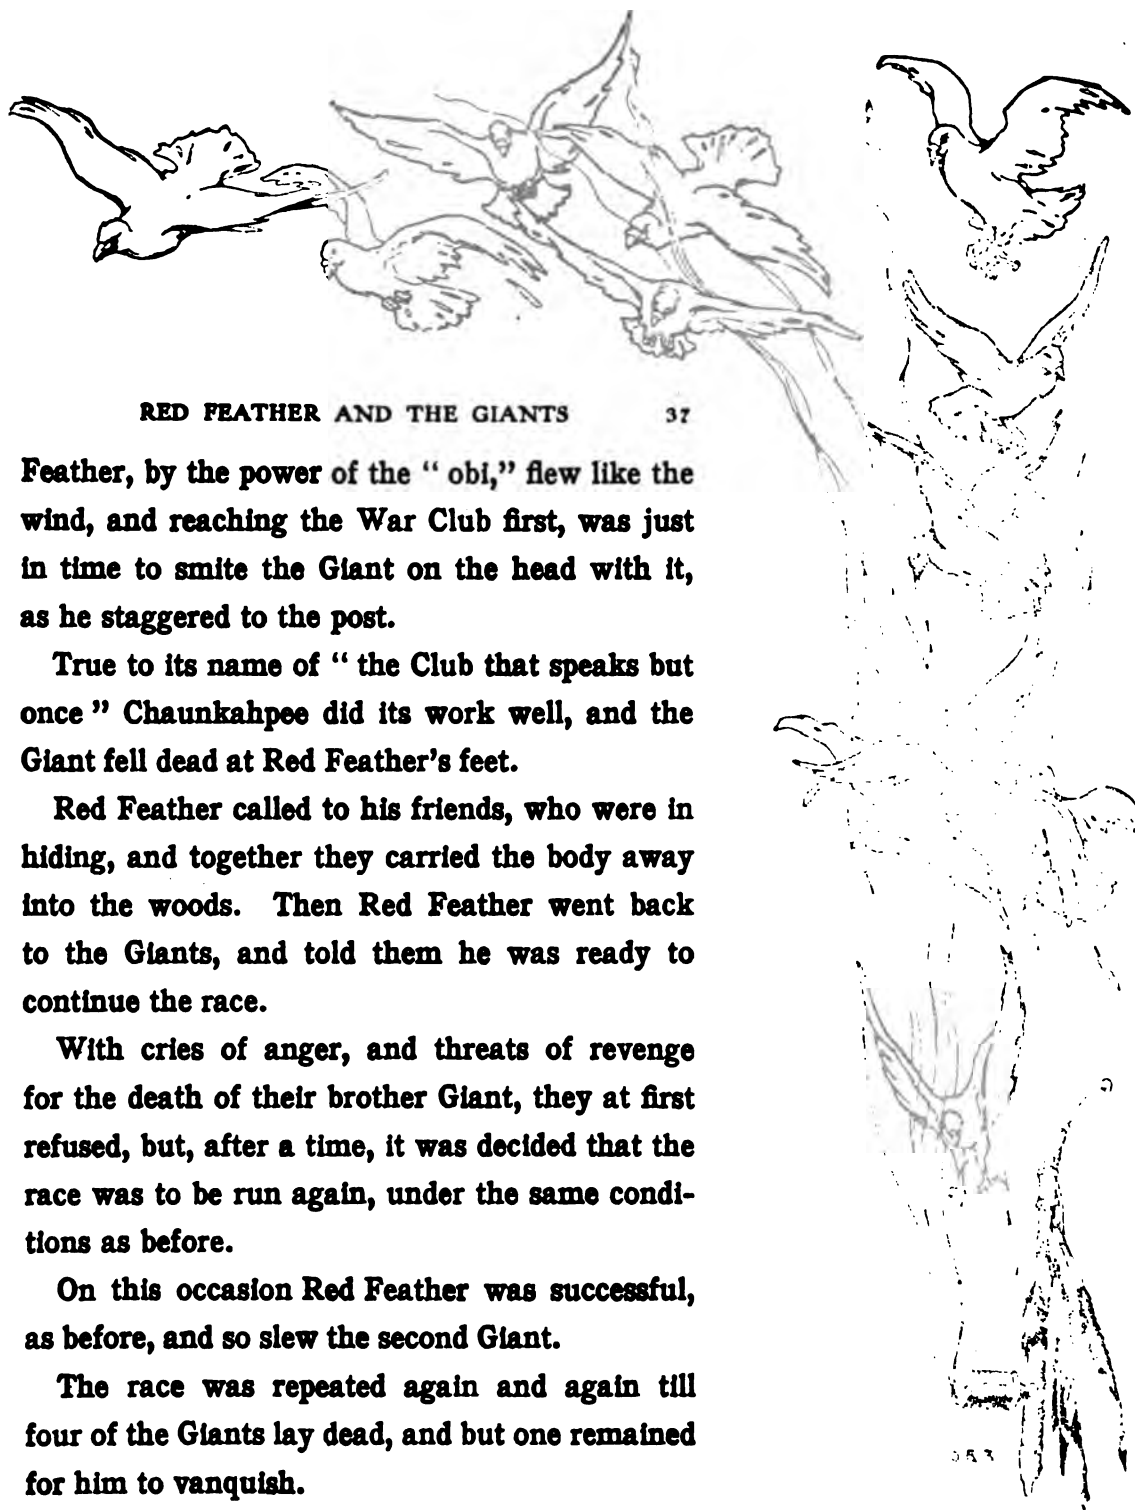 RED FEATHER AND THE GIANTS 37
Feather, by the power of the “ obi,” flew like the
wind, and reaching the War Club first, was just
in time to smite the Giant on the head with it,
as he staggered to the post.
True to its name of “ the Club that speaks but
once ” Chaunkahpee did its work well, and the
Giant fell dead at Red Feather’s feet.
Red Feather called to his friends, who were in
hiding, and together they carried the body away
into the woods. Then Red Feather went back
to the Giants, and told them he was ready to
continue the race.
With cries of anger, and threats of revenge
for the death of their brother Giant, they at first
refused, but, after a time, it was decided that the
race was to be run again, under the same condi-
tions as before.
On this occasion Red Feather was successful,
as before, and so slew the second Giant.
The race was repeated again and again till
four of the Giants lay dead, and but one remained
for him to vanquish.